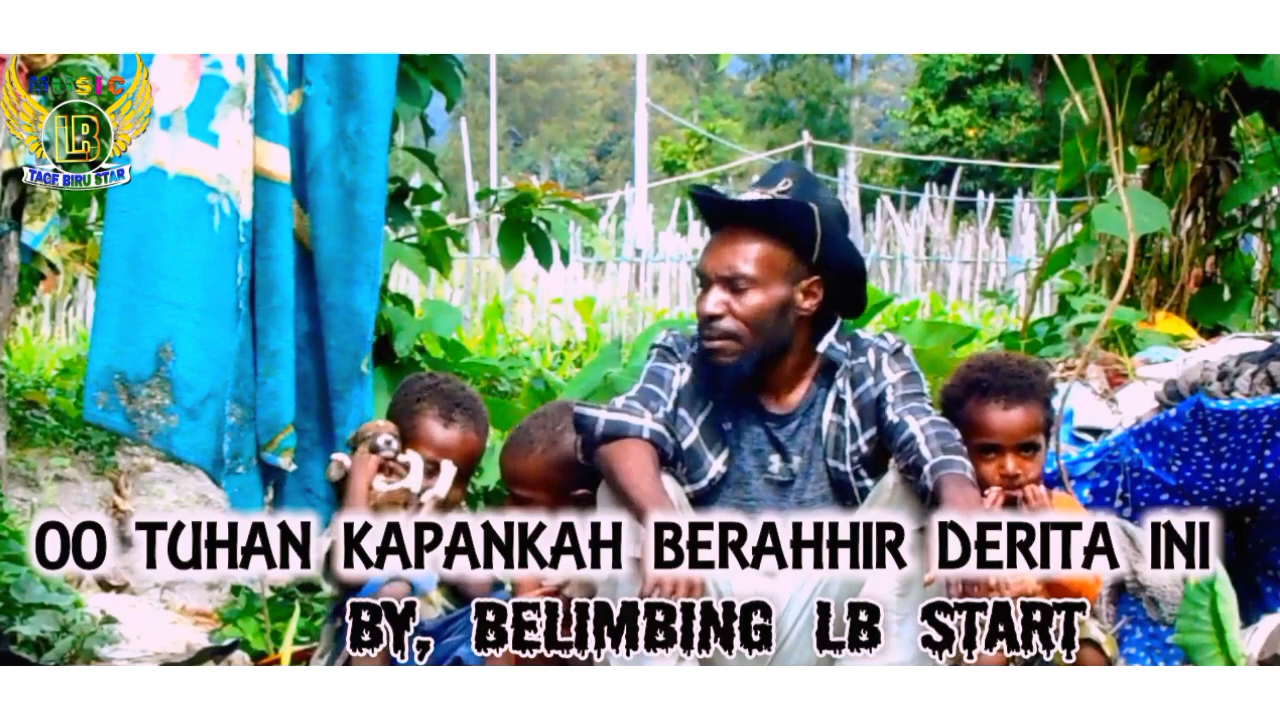 MUSIC
LB
TAGE BIRU STAR
OO TUHAN KAPANKAH BERAHHIR DERITA INI
BY, BELIMBING LB START